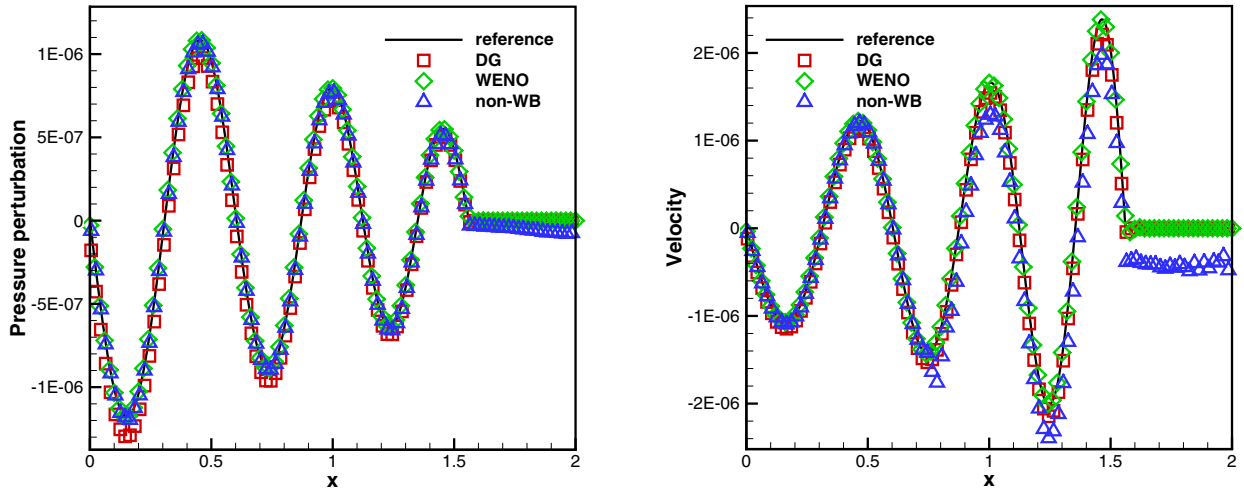 reference
DG
WENO
non-WB
Pressure perturbation
1E-06
5E-07
0
-5E-07
-1E-06
0 0.5 1 1.5 2
x
reference
DG
WENO
non-WB
Velocity
2E-06
1E-06
0
-1E-06
-2E-06
0 0.5 1 1.5 2
x